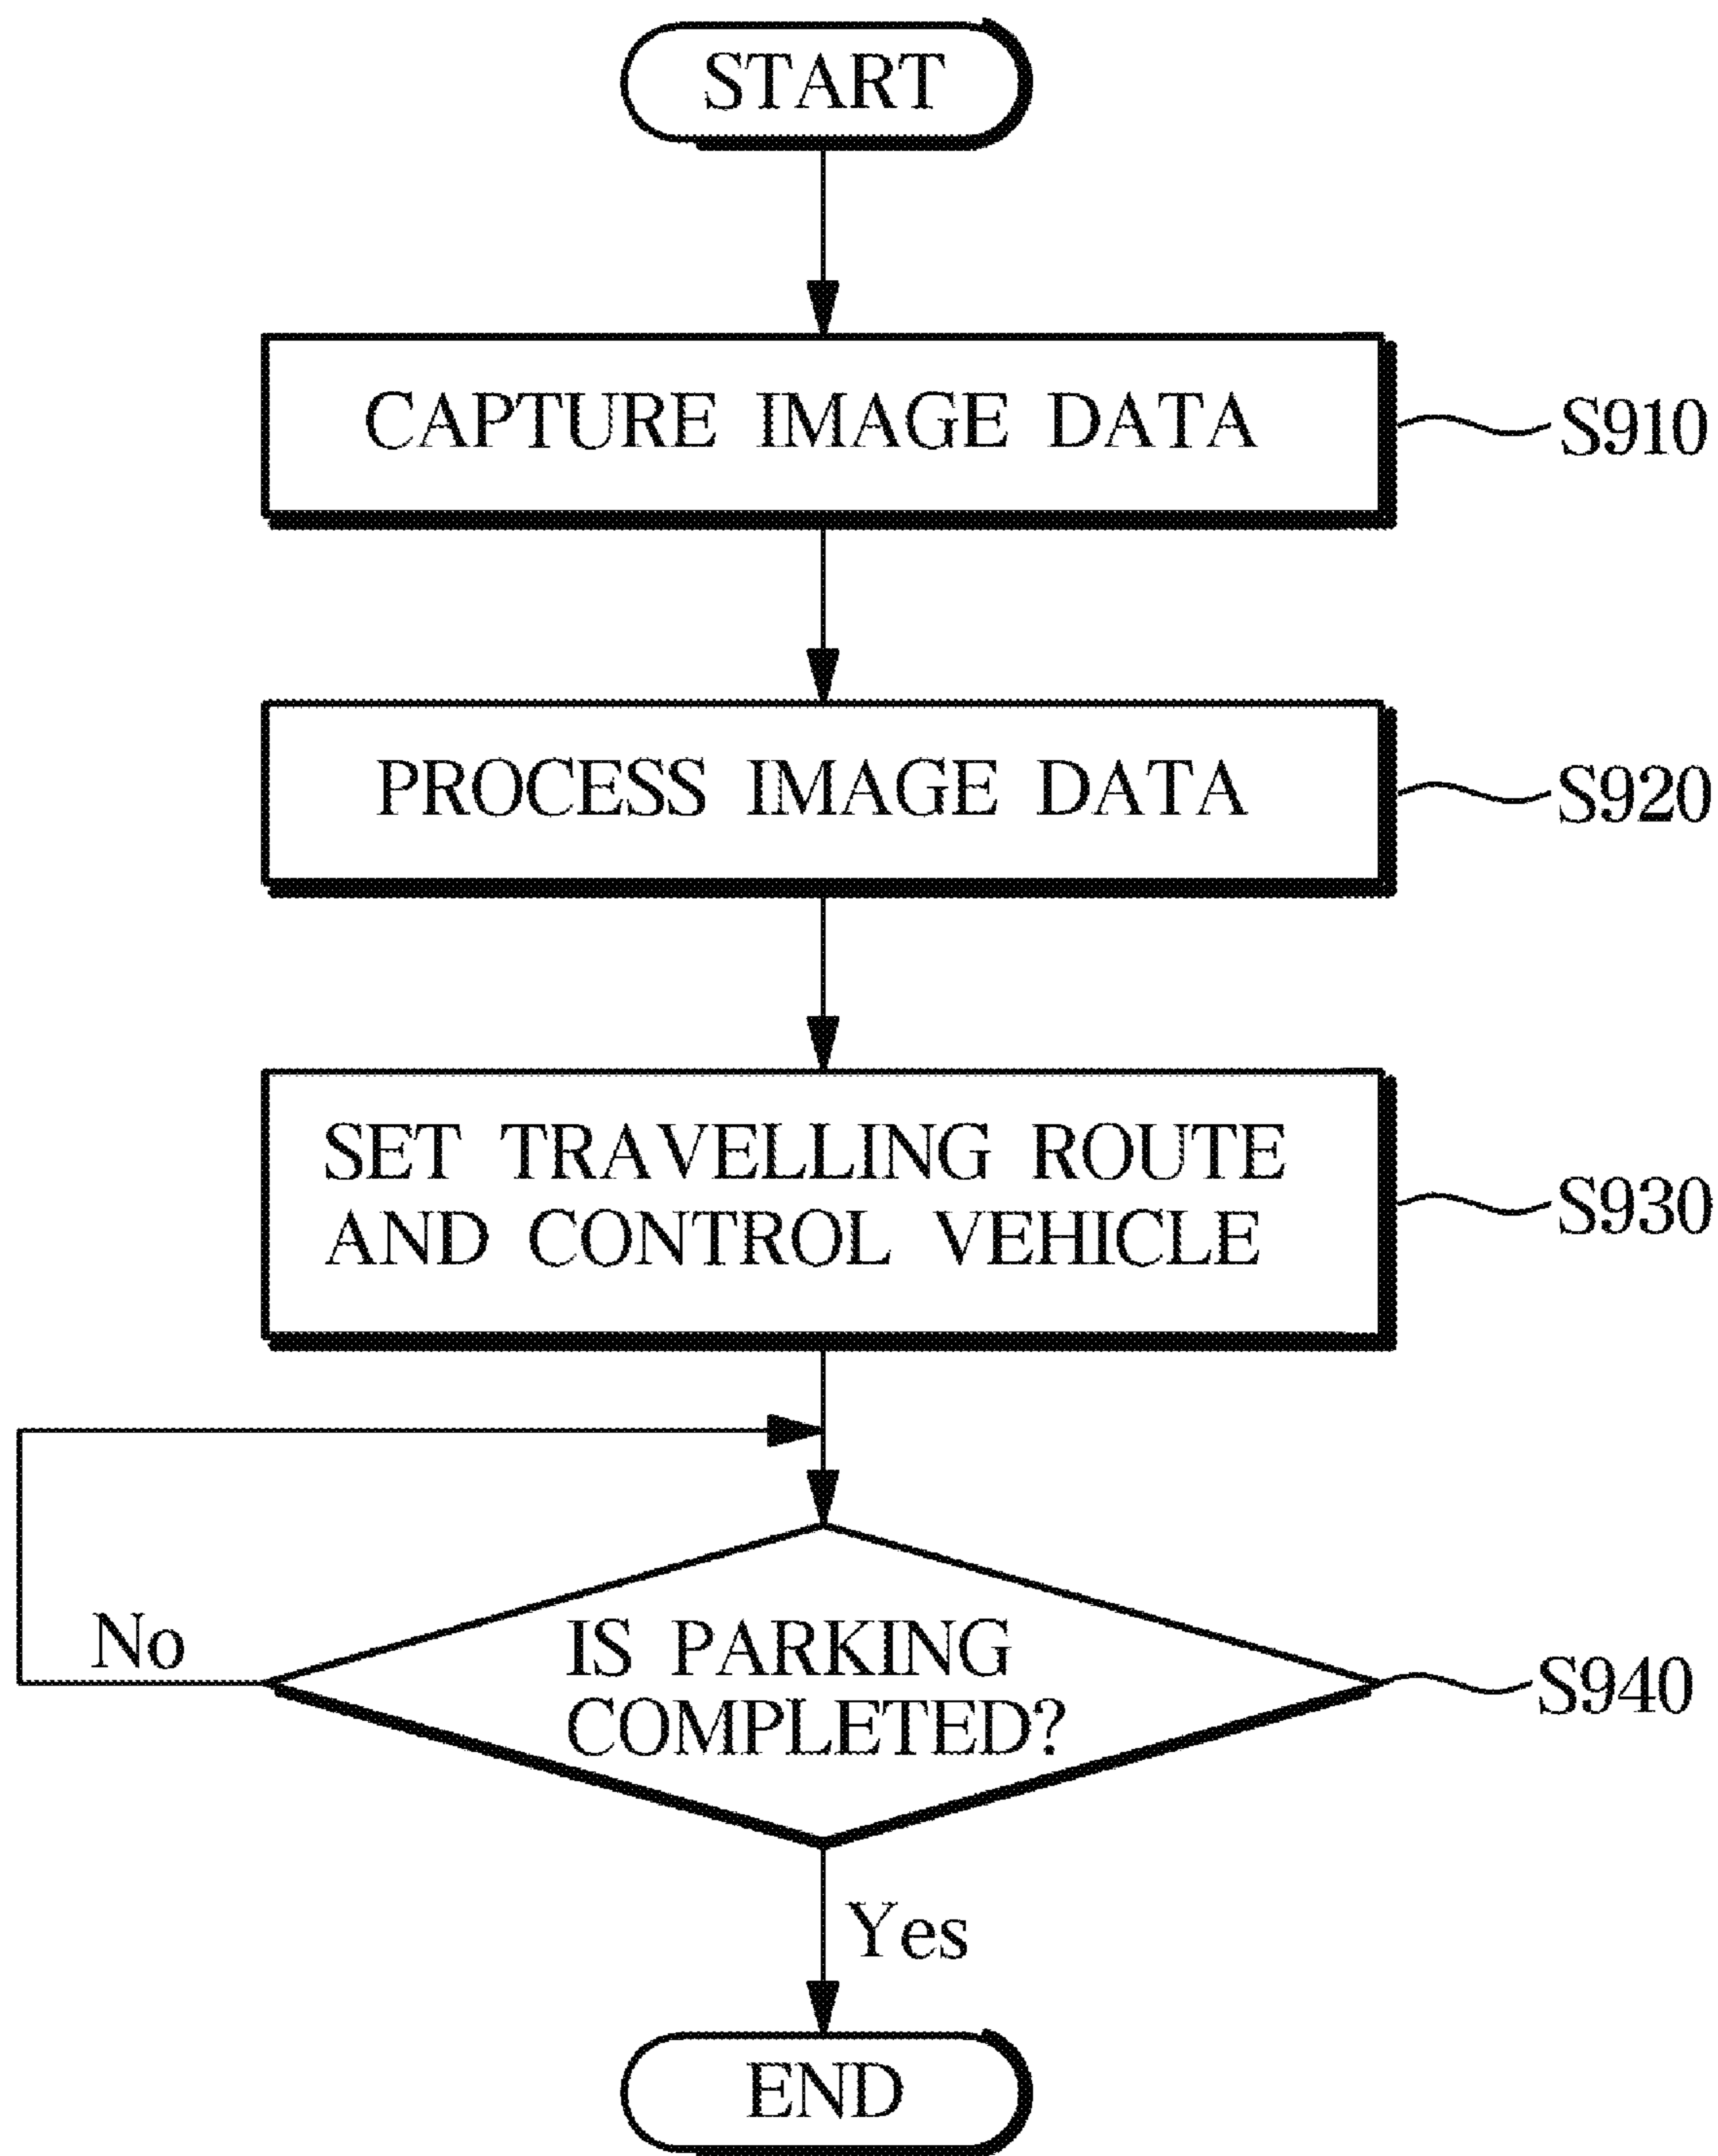 START
CAPTURE IMAGE DATA
S910
PROCESS IMAGE DATA
S920
SET TRAVELLING ROUTE
AND CONTROL VEHICLE
S930
No
IS PARKING
COMPLETED?
S940
Yes
END